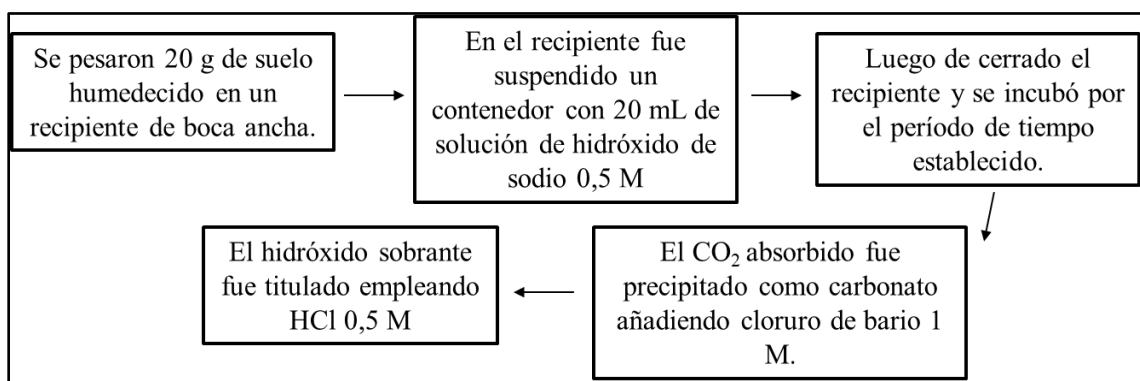 Se pesaron 20 g de suelo
humedecido en un
recipiente de boca ancha.
En el recipiente fue
suspendido un
contenedor con 20 mL de
solución de hidróxido de
sodio 0,5 M
Luego de cerrado el
recipiente y se incubó por
el período de tiempo
establecido.
El CO₂ absorbido fue
precipitado como carbonato
añadiendo cloruro de bario 1
M.
El hidróxido sobrante
fue titulado empleando
HCl 0,5 M